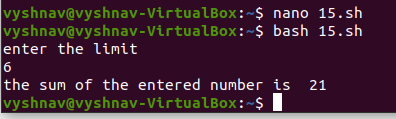 vyshnav@vyshnav-VirtualBox:~$ nano 15.sh
vyshnav@vyshnav-VirtualBox:~$ bash 15.sh
enter the limit
6
the sum of the entered number is  21
vyshnav@vyshnav-VirtualBox:~$